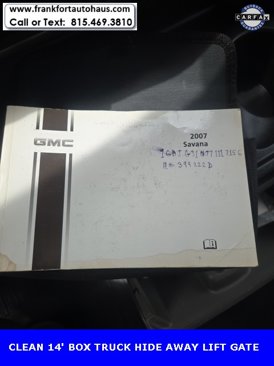 www.frankfortautohaus.com
Call or Text: 815.469.3810
CARFAX
GMC
2007
Savana
CLEAN 14' BOX TRUCK HIDE AWAY LIFT GATE